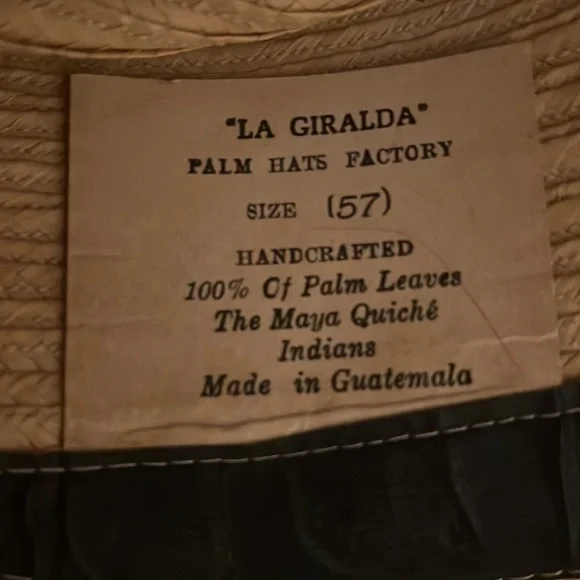 "LA GIRALDA"
PALM HATS FACTORY
SIZE (57)
HANDCRAFTED
100% Of Palm Leaves
The Maya Quiché
Indians
Made in Guatemala